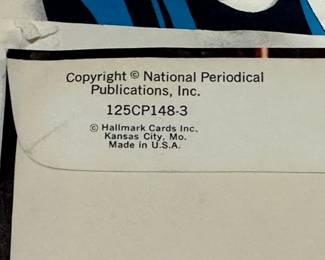 Copyright © National Periodical
Publications, Inc.
125CP148-3
© Hallmark Cards Inc.
Kansas City, Mo.
Made in U.S.A.